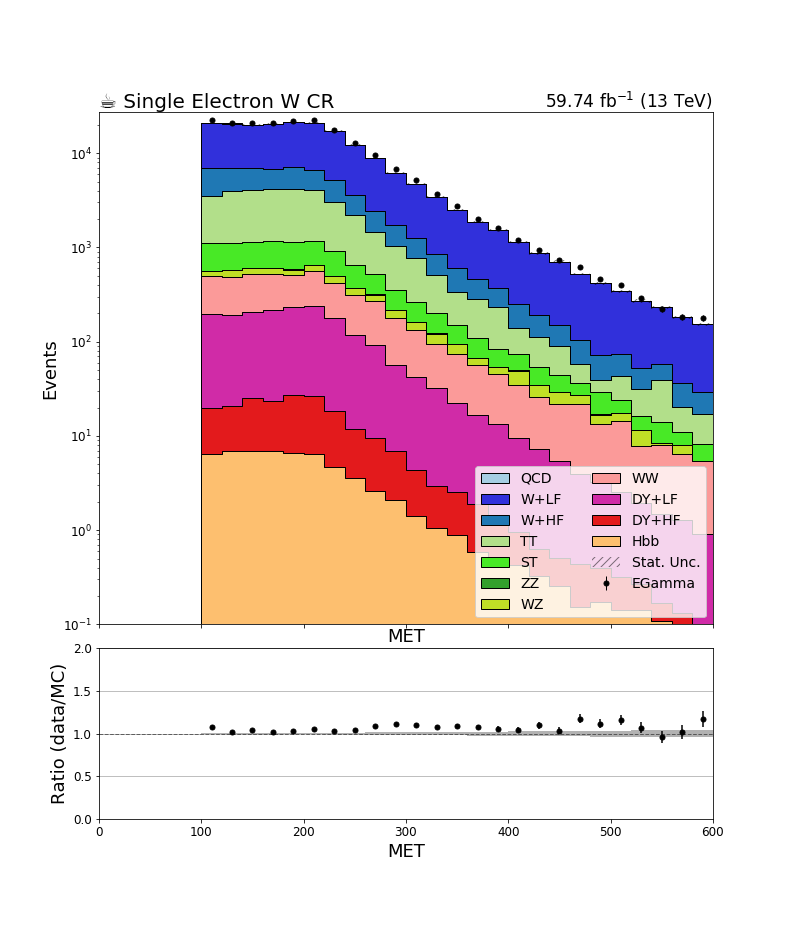 ☕ Single Electron W CR
59.74 fb⁻¹ (13 TeV)
Events
10⁴
10³
10²
10¹
10⁰
10⁻¹
QCD
W+LF
W+HF
TT
ST
ZZ
WZ
WW
DY+LF
DY+HF
Hbb
Stat. Unc.
EGamma
MET
Ratio (data/MC)
2.0
1.5
1.0
0.5
0.0
0
100
200
300
400
500
600
MET